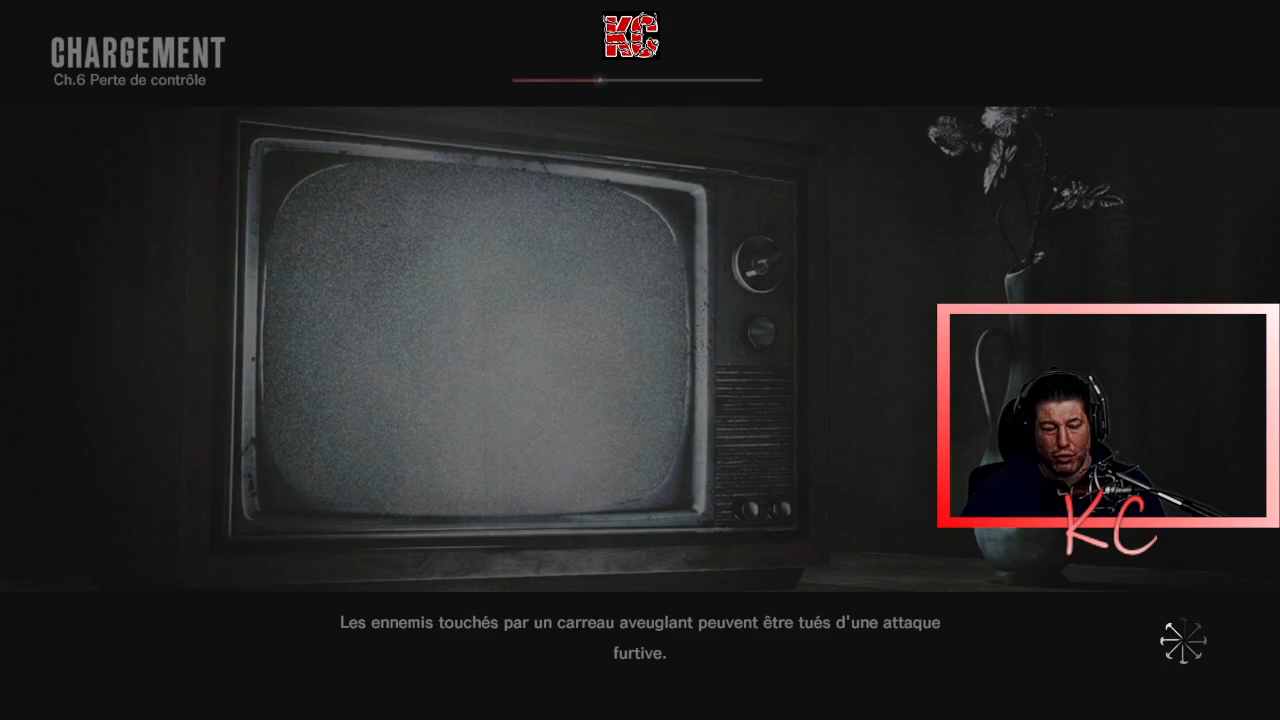 KC
CHARGEMENT
Ch.6 Perte de contrôle
KC
Les ennemis touchés par un carreau aveuglant peuvent être tués d'une attaque
furtive.